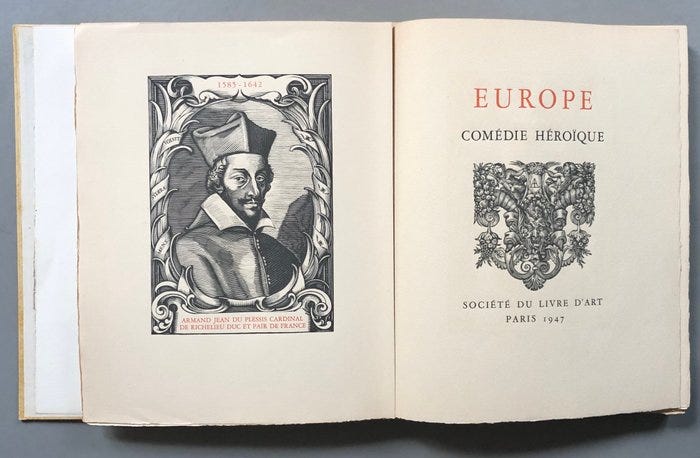 1585-1642
ARMAND JEAN DU PLESSIS CARDINAL
DE RICHELIEU DUC ET PAIR DE FRANCE
EUROPE
COMÉDIE HÉROÏQUE
SOCIÉTÉ DU LIVRE D'ART
PARIS 1947